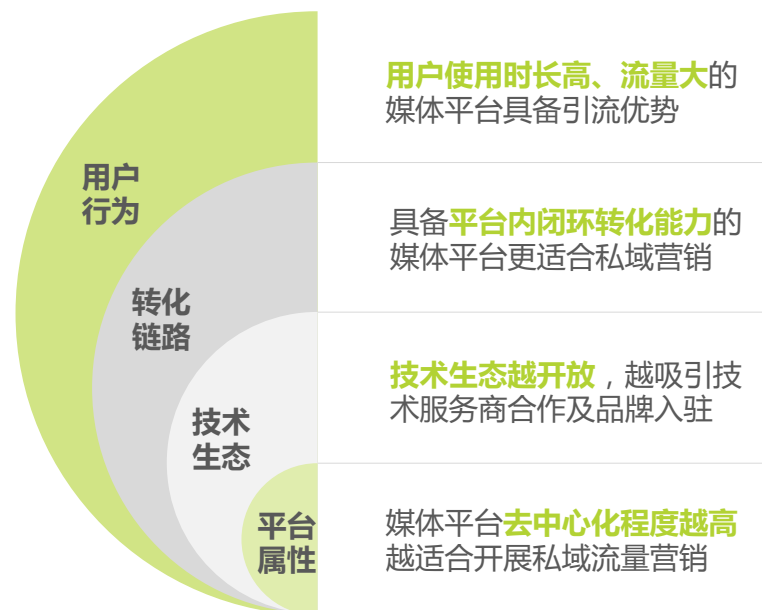 用户使用时长高、流量大的
媒体平台具备引流优势
用户
行为
具备平台内闭环转化能力的
媒体平台更适合私域营销
转化
链路
技术生态越开放，越吸引技
术服务商合作及品牌入驻
技术
生态
媒体平台去中心化程度越高
越适合开展私域流量营销
平台
属性